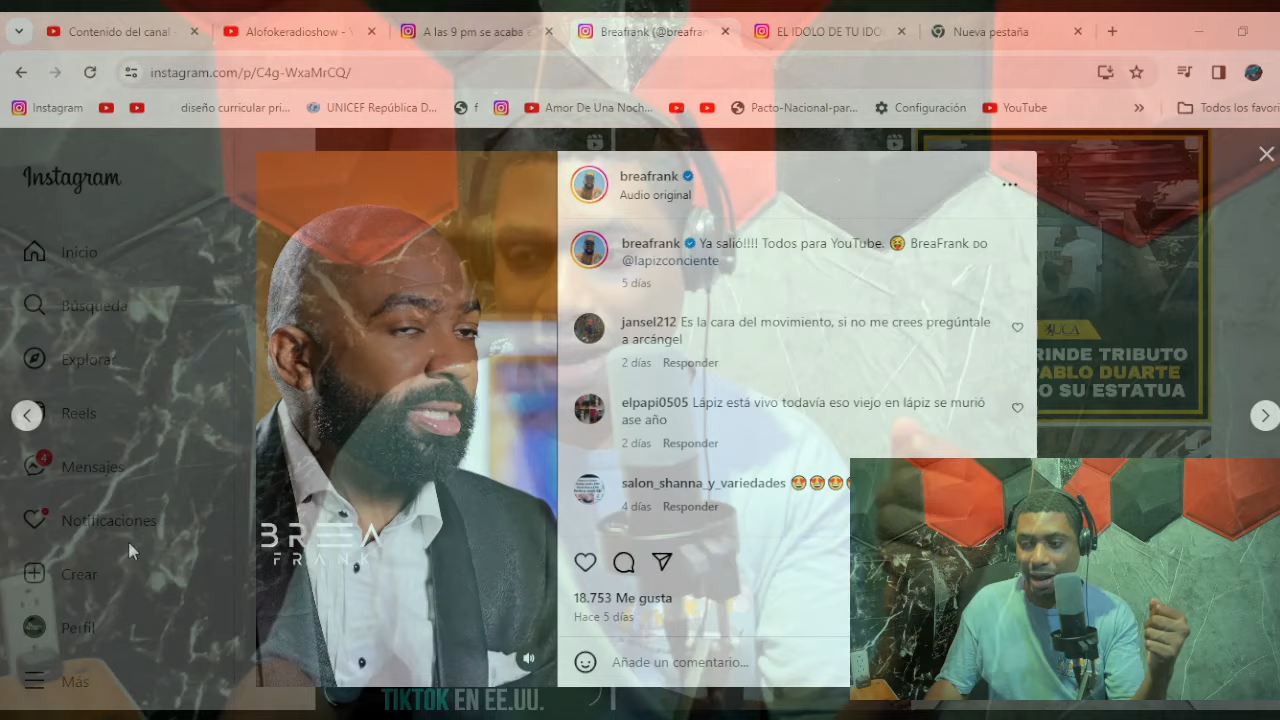 Contenido del canal -
Alofokeradioshow -
A las 9 pm se acaba e
Breafrank (@breafran
EL IDOLO DE TU IDO
Nueva pestaña
instagram.com/p/C4g-WxaMrCQ/
Instagram
diseño curricular pri...
UNICEF República D...
f
Amor De Una Noch...
Pacto-Nacional-par...
Configuración
YouTube
Todos los favori
Instagram
Inicio
Búsqueda
Explorar
Reels
4
Mensajes
Notificaciones
Crear
Perfil
Más
BREA
FRANK
breafrank
Audio original
breafrank Ya salió!!!! Todos para YouTube. 😝 BreaFrank DO
@lapizconciente
5 días
jansel212 Es la cara del movimiento, si no me crees pregúntale
a arcángel
2 días Responder
elpapi0505 Lápiz está vivo todavía eso viejo en lápiz se murió
ase año
2 días Responder
salon_shanna_y_variedades 😍😍😍
4 días Responder
18.753 Me gusta
Hace 5 días
Añade un comentario...
UCA
RINDE TRIBUTO
PABLO DUARTE
O SU ESTATUA
TIKTOK EN EE.UU.